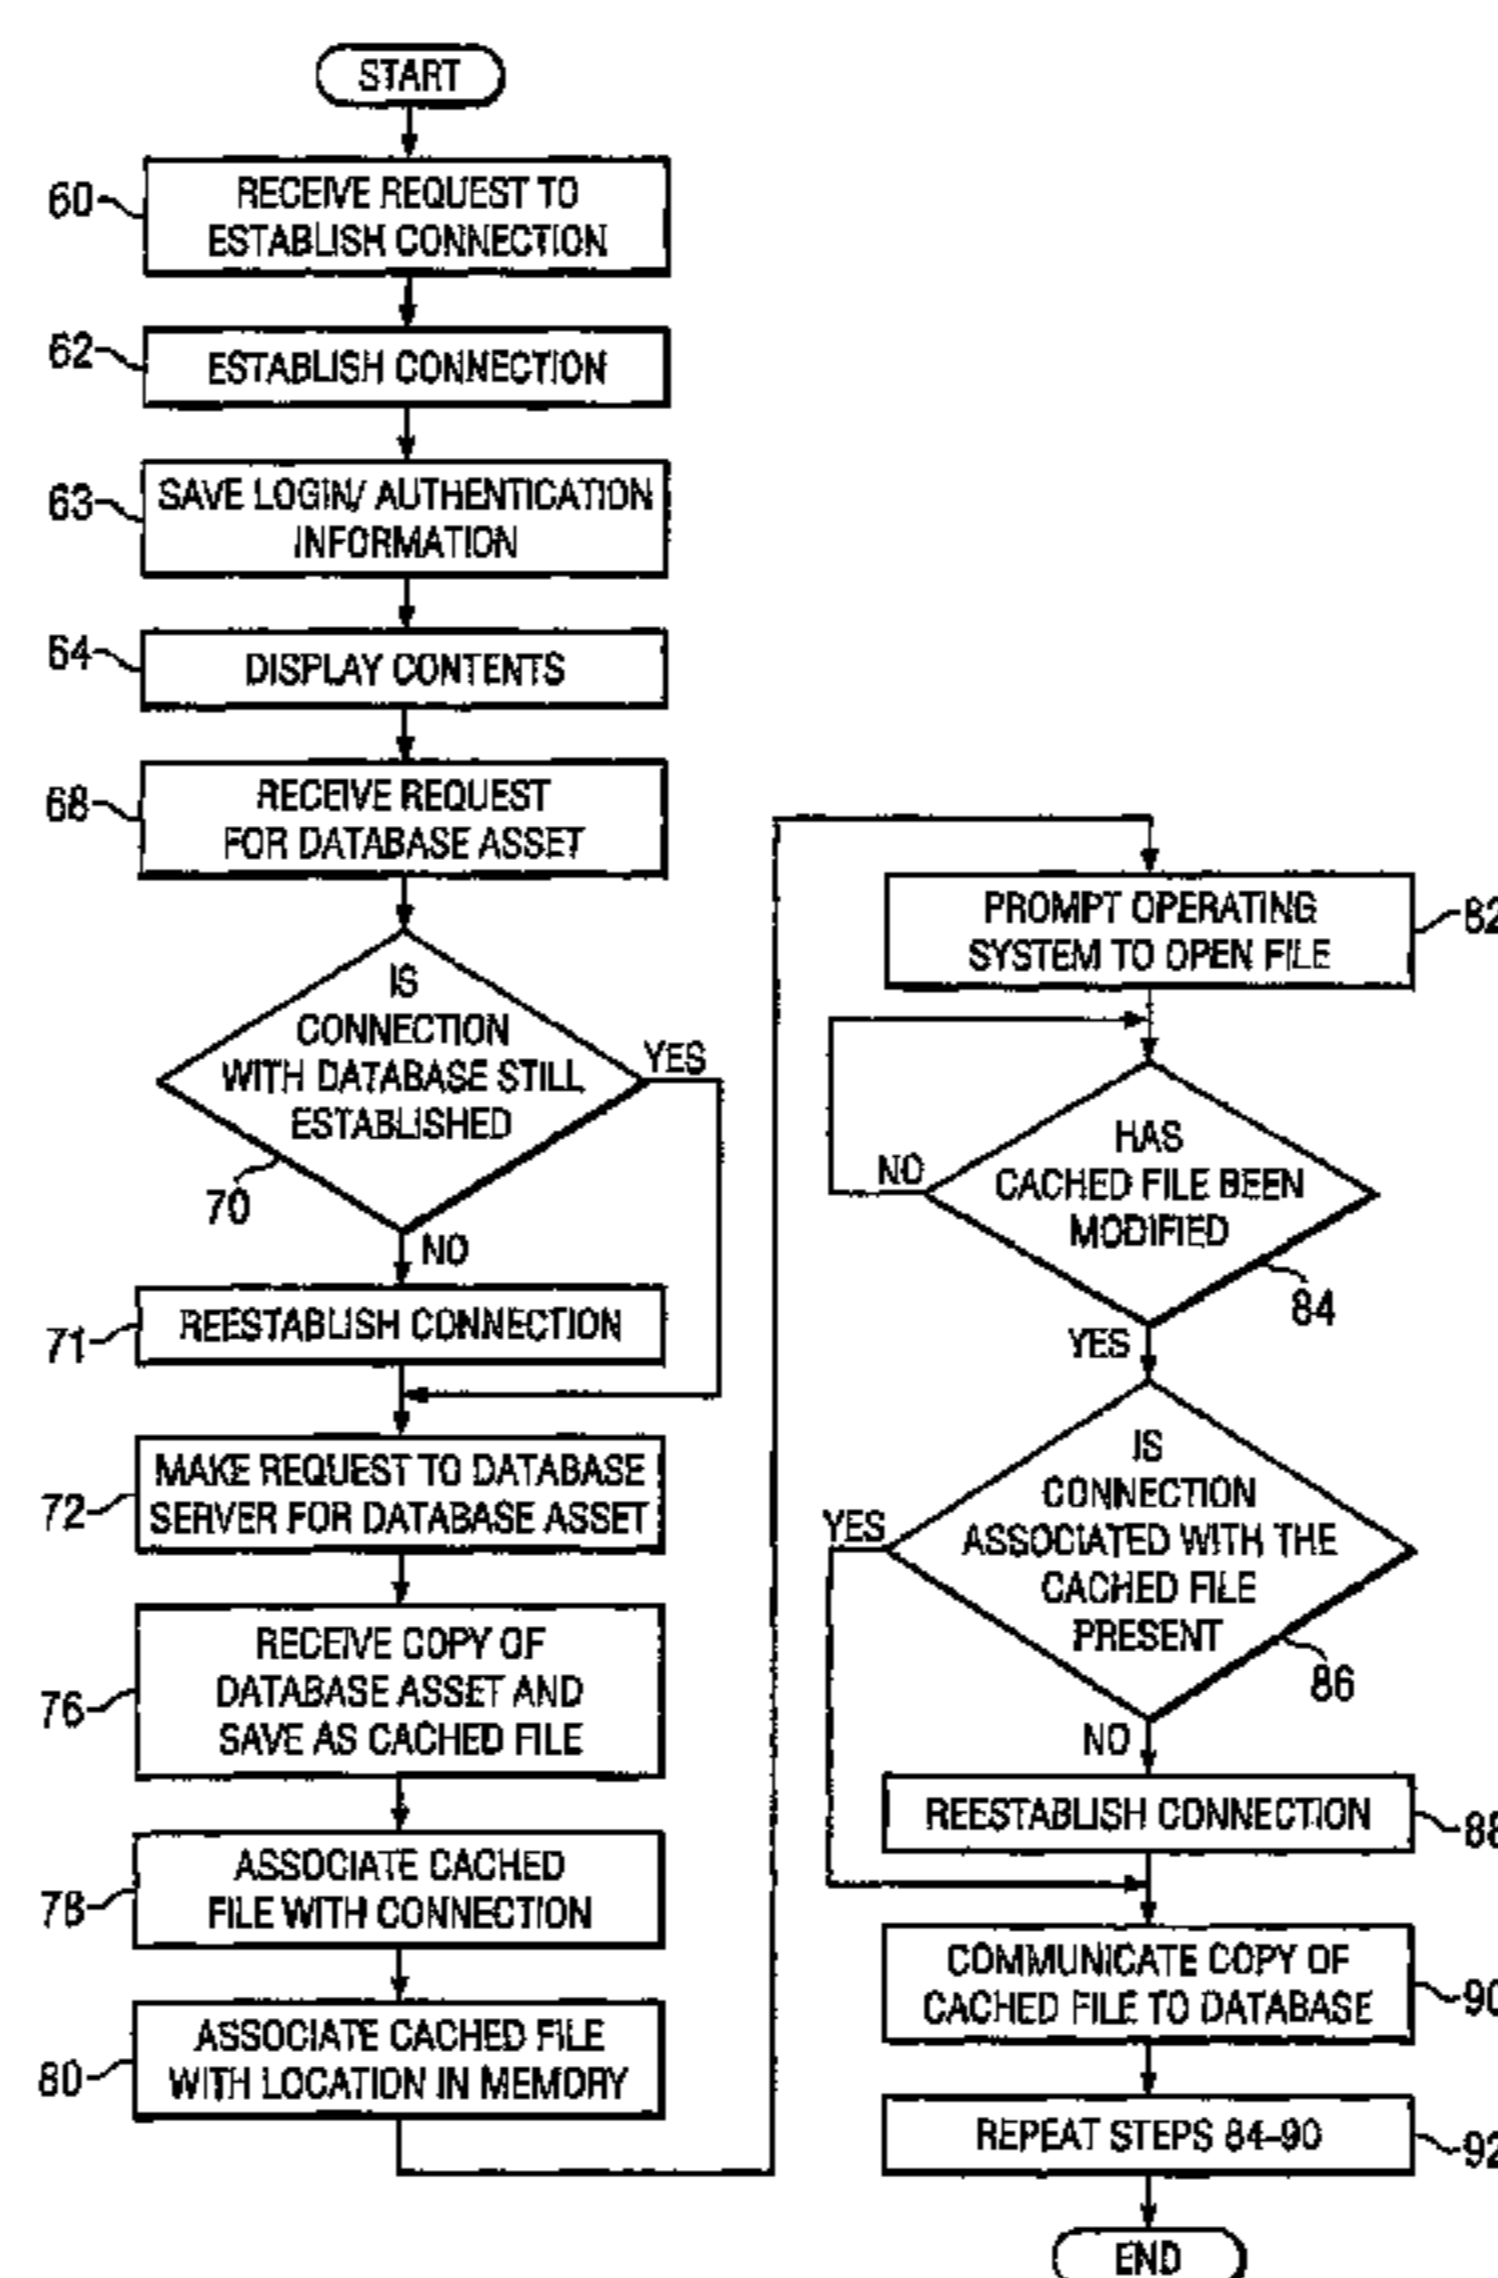 START
60
RECEIVE REQUEST TO
ESTABLISH CONNECTION
62
ESTABLISH CONNECTION
63
SAVE LOGIN/ AUTHENTICATION
INFORMATION
64
DISPLAY CONTENTS
68
RECEIVE REQUEST
FOR DATABASE ASSET
IS
CONNECTION
WITH DATABASE STILL
ESTABLISHED
YES
70
NO
71
REESTABLISH CONNECTION
72
MAKE REQUEST TO DATABASE
SERVER FOR DATABASE ASSET
76
RECEIVE COPY OF
DATABASE ASSET AND
SAVE AS CACHED FILE
78
ASSOCIATE CACHED
FILE WITH CONNECTION
80
ASSOCIATE CACHED FILE
WITH LOCATION IN MEMORY
PROMPT OPERATING
SYSTEM TO OPEN FILE
82
HAS
CACHED FILE BEEN
MODIFIED
NO
84
YES
IS
CONNECTION
ASSOCIATED WITH THE
CACHED FILE
PRESENT
YES
86
NO
REESTABLISH CONNECTION
88
COMMUNICATE COPY OF
CACHED FILE TO DATABASE
90
REPEAT STEPS 84-90
92
END